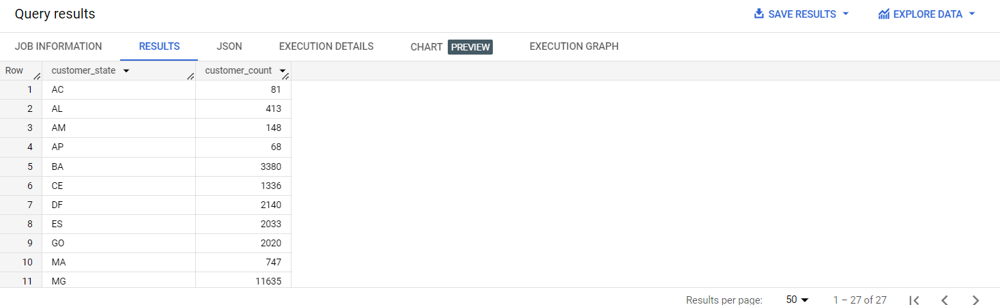 Query results SAVE RESULTS EXPLORE DATA
JOB INFORMATION RESULTS JSON EXECUTION DETAILS CHART PREVIEW EXECUTION GRAPH
Row customer_state customer_count
1 AC 81
2 AL 413
3 AM 148
4 AP 68
5 BA 3380
6 CE 1336
7 DF 2140
8 ES 2033
9 GO 2020
10 MA 747
11 MG 11635
Results per page: 50 1 – 27 of 27